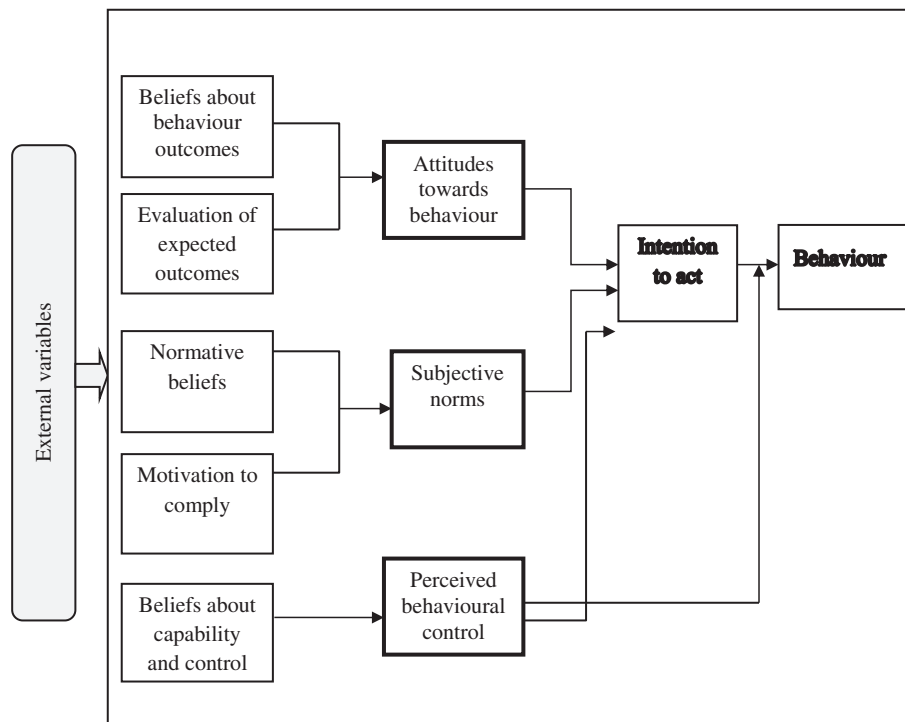 External variables
Beliefs about
behaviour
outcomes
Evaluation of
expected
outcomes
Normative
beliefs
Motivation to
comply
Beliefs about
capability
and control
Attitudes
towards
behaviour
Subjective
norms
Perceived
behavioural
control
Intention
to act
Behaviour